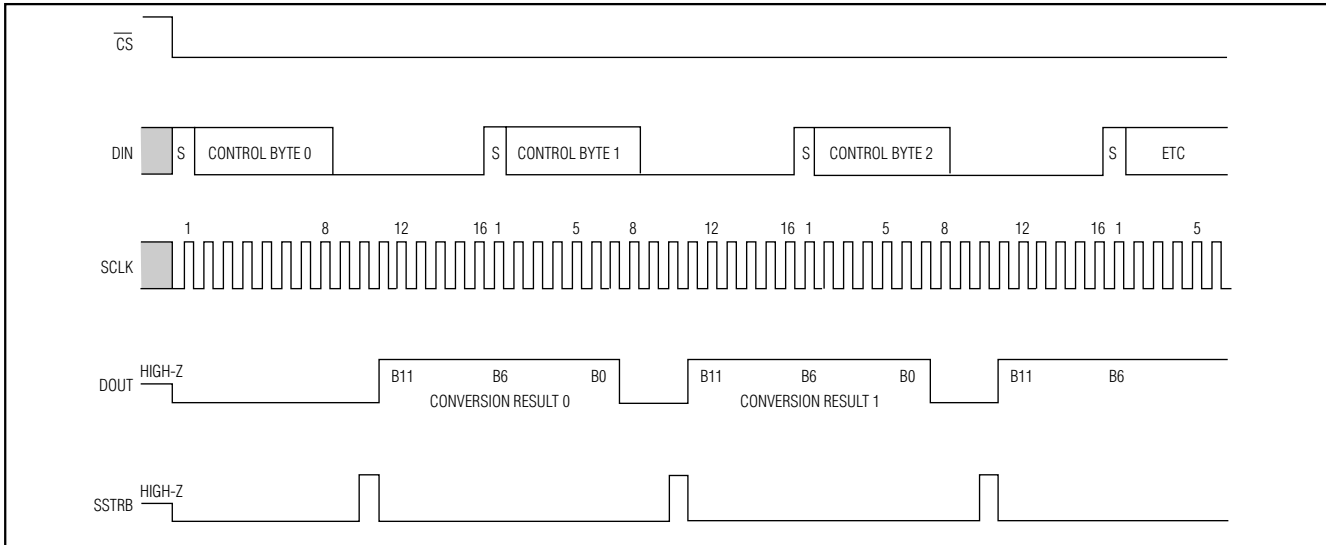 CS
DIN S CONTROL BYTE 0 S CONTROL BYTE 1 S CONTROL BYTE 2 S ETC
1 8 12 16 1 5 8 12 16 1 5 8 12 16 1 5
SCLK
HIGH-Z
DOUT
B11 B6 B0 B11 B6 B0 B11 B6
CONVERSION RESULT 0 CONVERSION RESULT 1
HIGH-Z
SSTRB